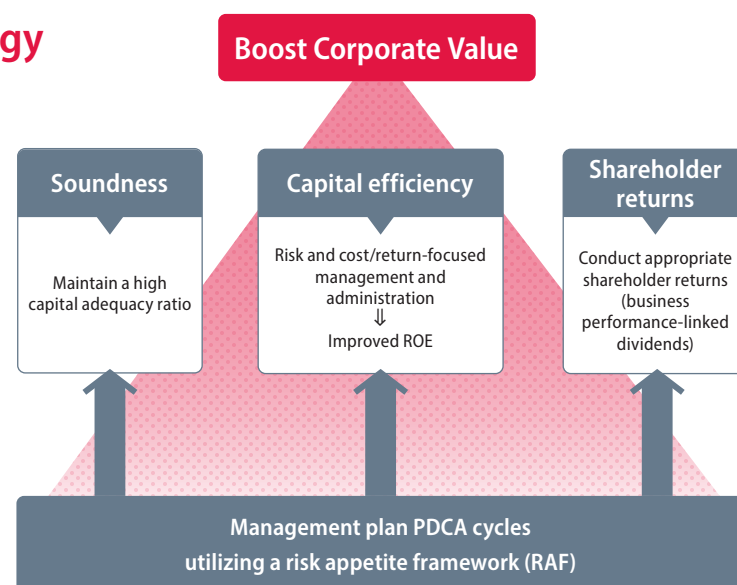 gy
Boost Corporate Value
Soundness
Maintain a high
capital adequacy ratio
Capital efficiency
Risk and cost/return-focused
management and
administration
⇓
Improved ROE
Shareholder
returns
Conduct appropriate
shareholder returns
(business
performance-linked
dividends)
Management plan PDCA cycles
utilizing a risk appetite framework (RAF)